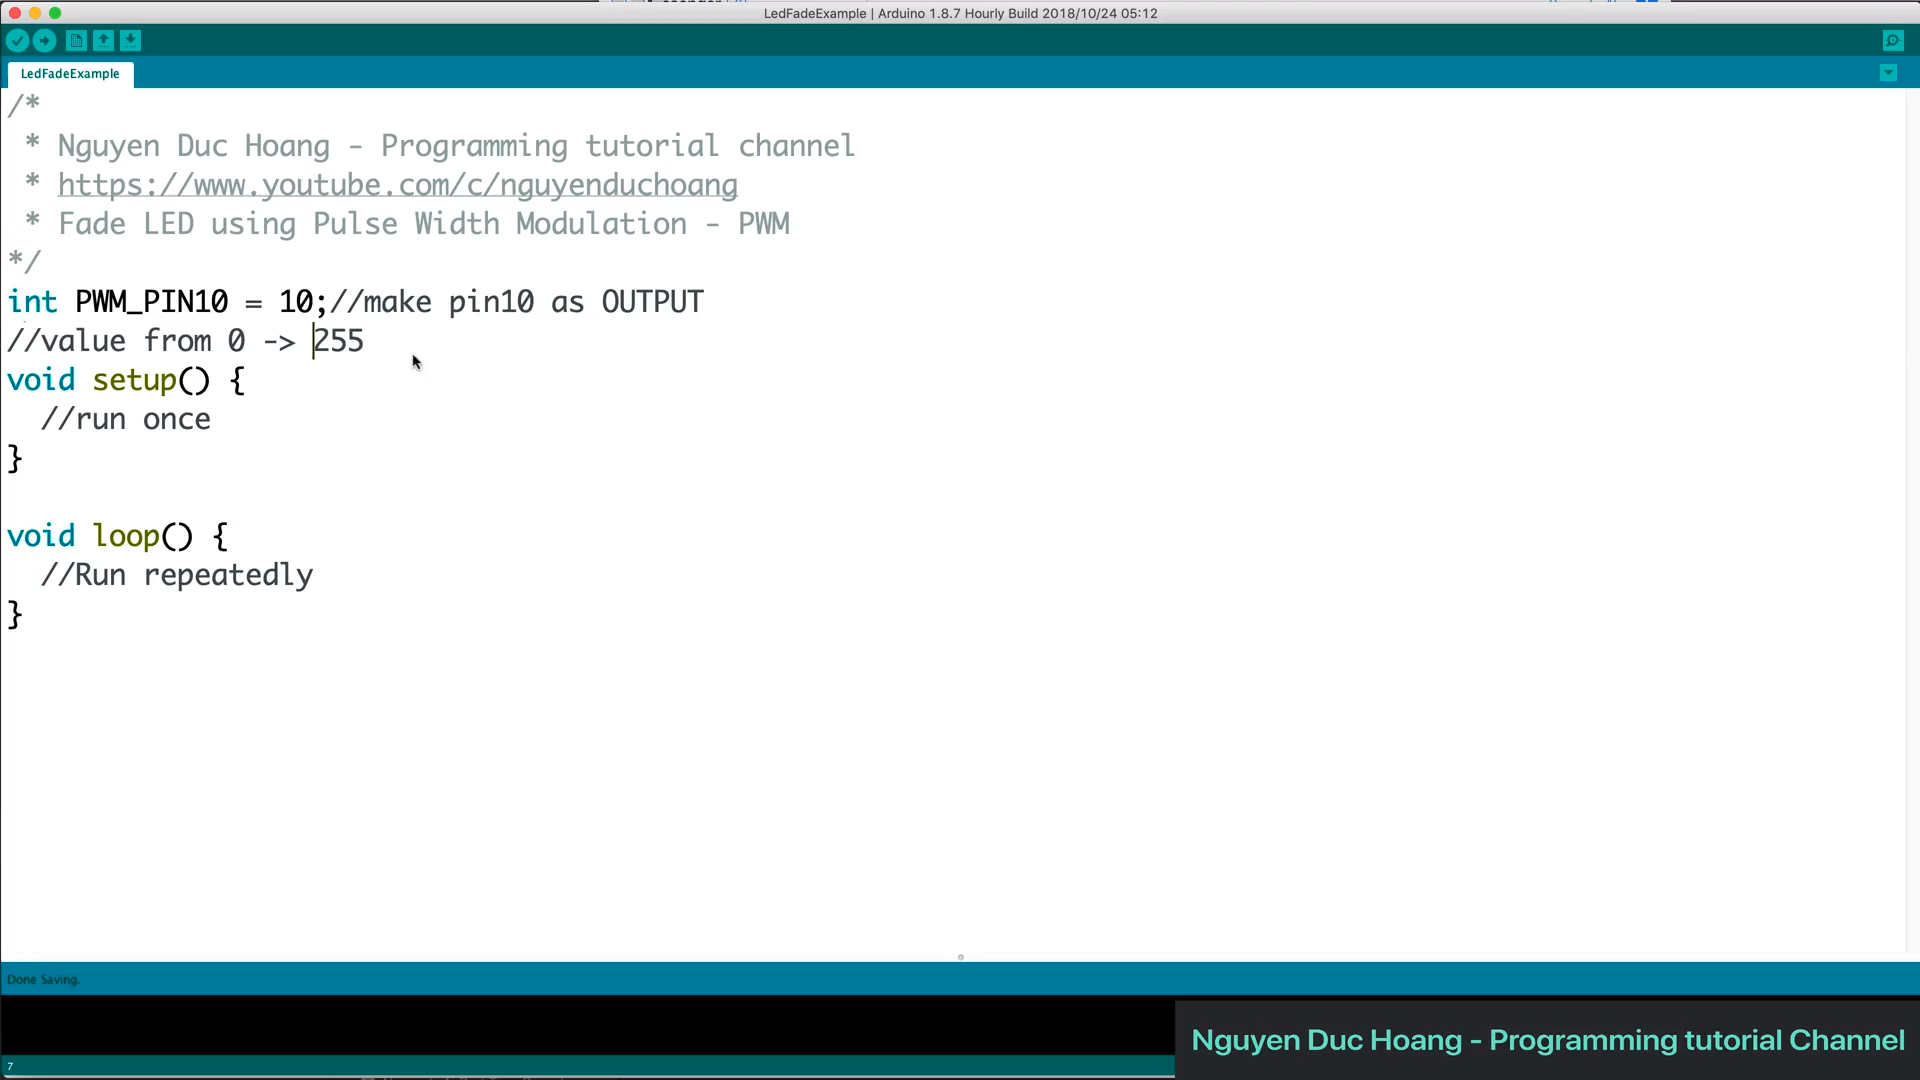 LedFadeExample | Arduino 1.8.7 Hourly Build 2018/10/24 05:12
LedFadeExample
/*
 * Nguyen Duc Hoang - Programming tutorial channel
 * https://www.youtube.com/c/nguyenduchoang
 * Fade LED using Pulse Width Modulation - PWM
*/
int PWM_PIN10 = 10;//make pin10 as OUTPUT
//value from 0 -> 255
void setup() {
  //run once
}
void loop() {
  //Run repeatedly
}
Done Saving.
Nguyen Duc Hoang - Programming tutorial Channel
7